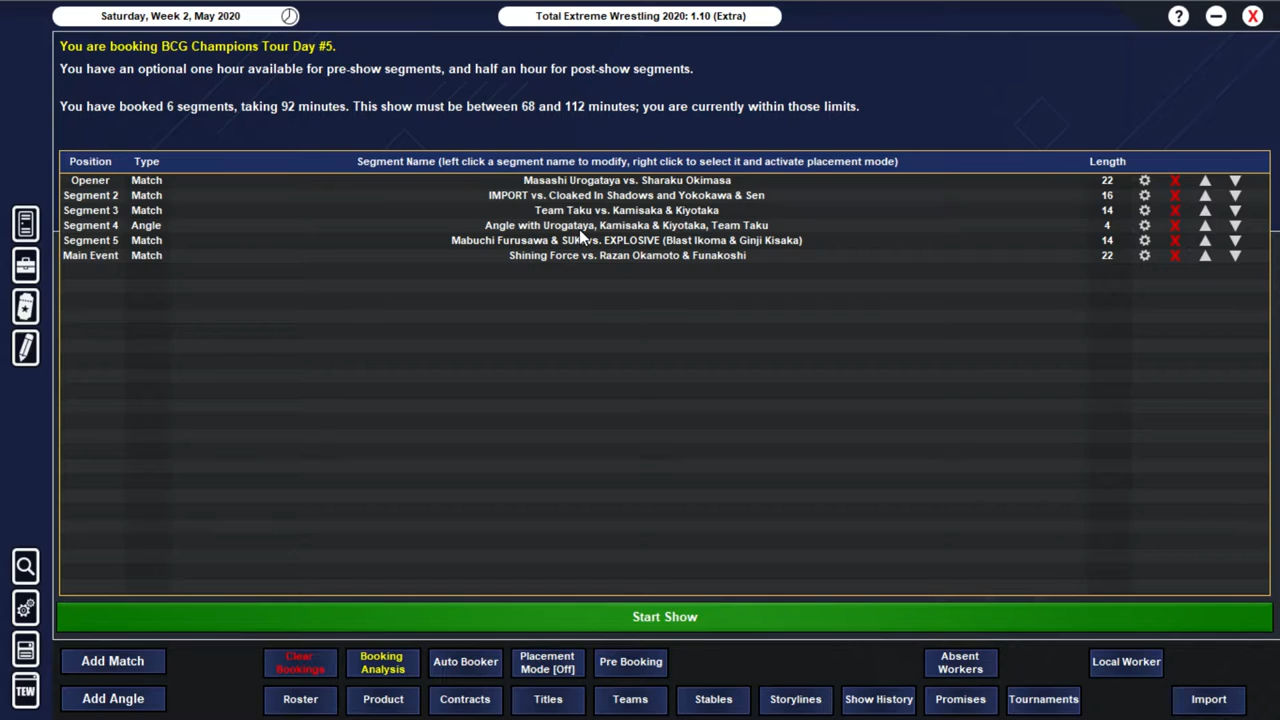 Saturday, Week 2, May 2020
Total Extreme Wrestling 2020: 1.10 (Extra)
? X
You are booking BCG Champions Tour Day #5.
You have an optional one hour available for pre-show segments, and half an hour for post-show segments.
You have booked 6 segments, taking 92 minutes. This show must be between 68 and 112 minutes; you are currently within those limits.
Position Type Segment Name (left click a segment name to modify, right click to select it and activate placement mode) Length
Opener Match Masashi Urogataya vs. Sharaku Okimasa 22 X
Segment 2 Match IMPORT vs. Cloaked In Shadows and Yokokawa & Sen 16 X
Segment 3 Match Team Taku vs. Kamisaka & Kiyotaka 14 X
Segment 4 Angle Angle with Urogataya, Kamisaka & Kiyotaka, Team Taku 4 X
Segment 5 Match Mabuchi Furusawa & vs. EXPLOSIVE (Blast Ikoma & Ginji Kisaka) 14 X
Main Event Match Shining Force vs. Razan Okamoto & Funakoshi 22 X
Start Show
Add Match
Clear Bookings
Booking Analysis
Auto Booker
Placement Mode [Off]
Pre Booking
Absent Workers
Local Worker
TEW
Add Angle
Roster
Product
Contracts
Titles
Teams
Stables
Storylines
Show History
Promises
Tournaments
Import